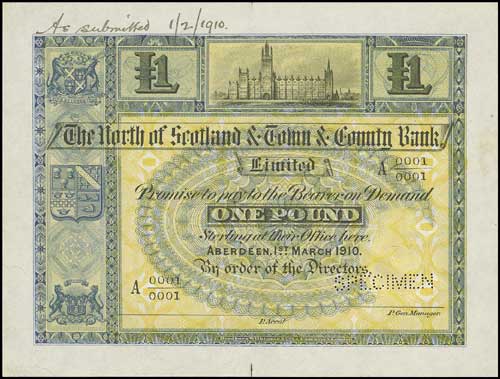 As submitted 1/2/1910.
£1 £1
The North of Scotland & Town & County Bank
Limited
A 0001
0001
Promise to pay to the Bearer on Demand
ONE POUND
Sterling at their Office here.
ABERDEEN, 1ST MARCH 1910.
By order of the Directors.
A 0001
0001
SPECIMEN
P. Acctt.
P. Gen. Manager.